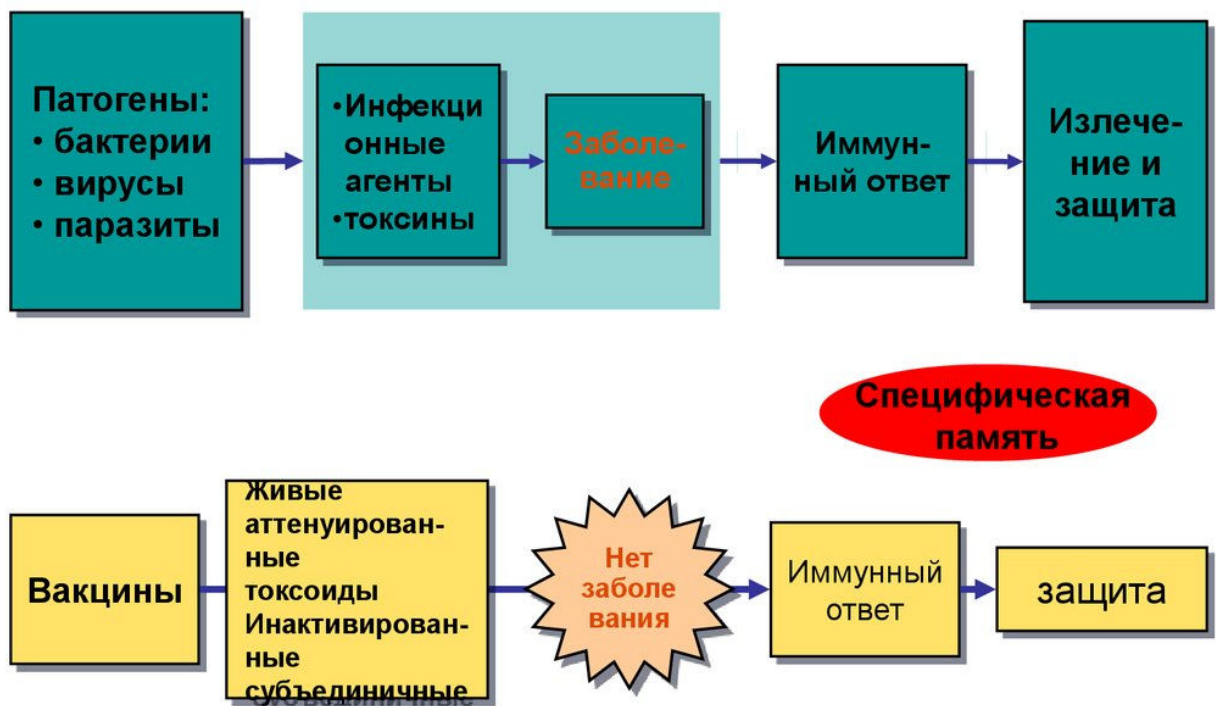 Патогены:
• бактерии
• вирусы
• паразиты
•Инфекци
онные
агенты
•токсины
Заболе-
вание
Иммун-
ный ответ
Излече-
ние и
защита
Специфическая
память
Вакцины
Живые
аттенуирован-
ные
токсоиды
Инактивирован-
ные
субъединичные
Нет
заболе
вания
Иммунный
ответ
защита